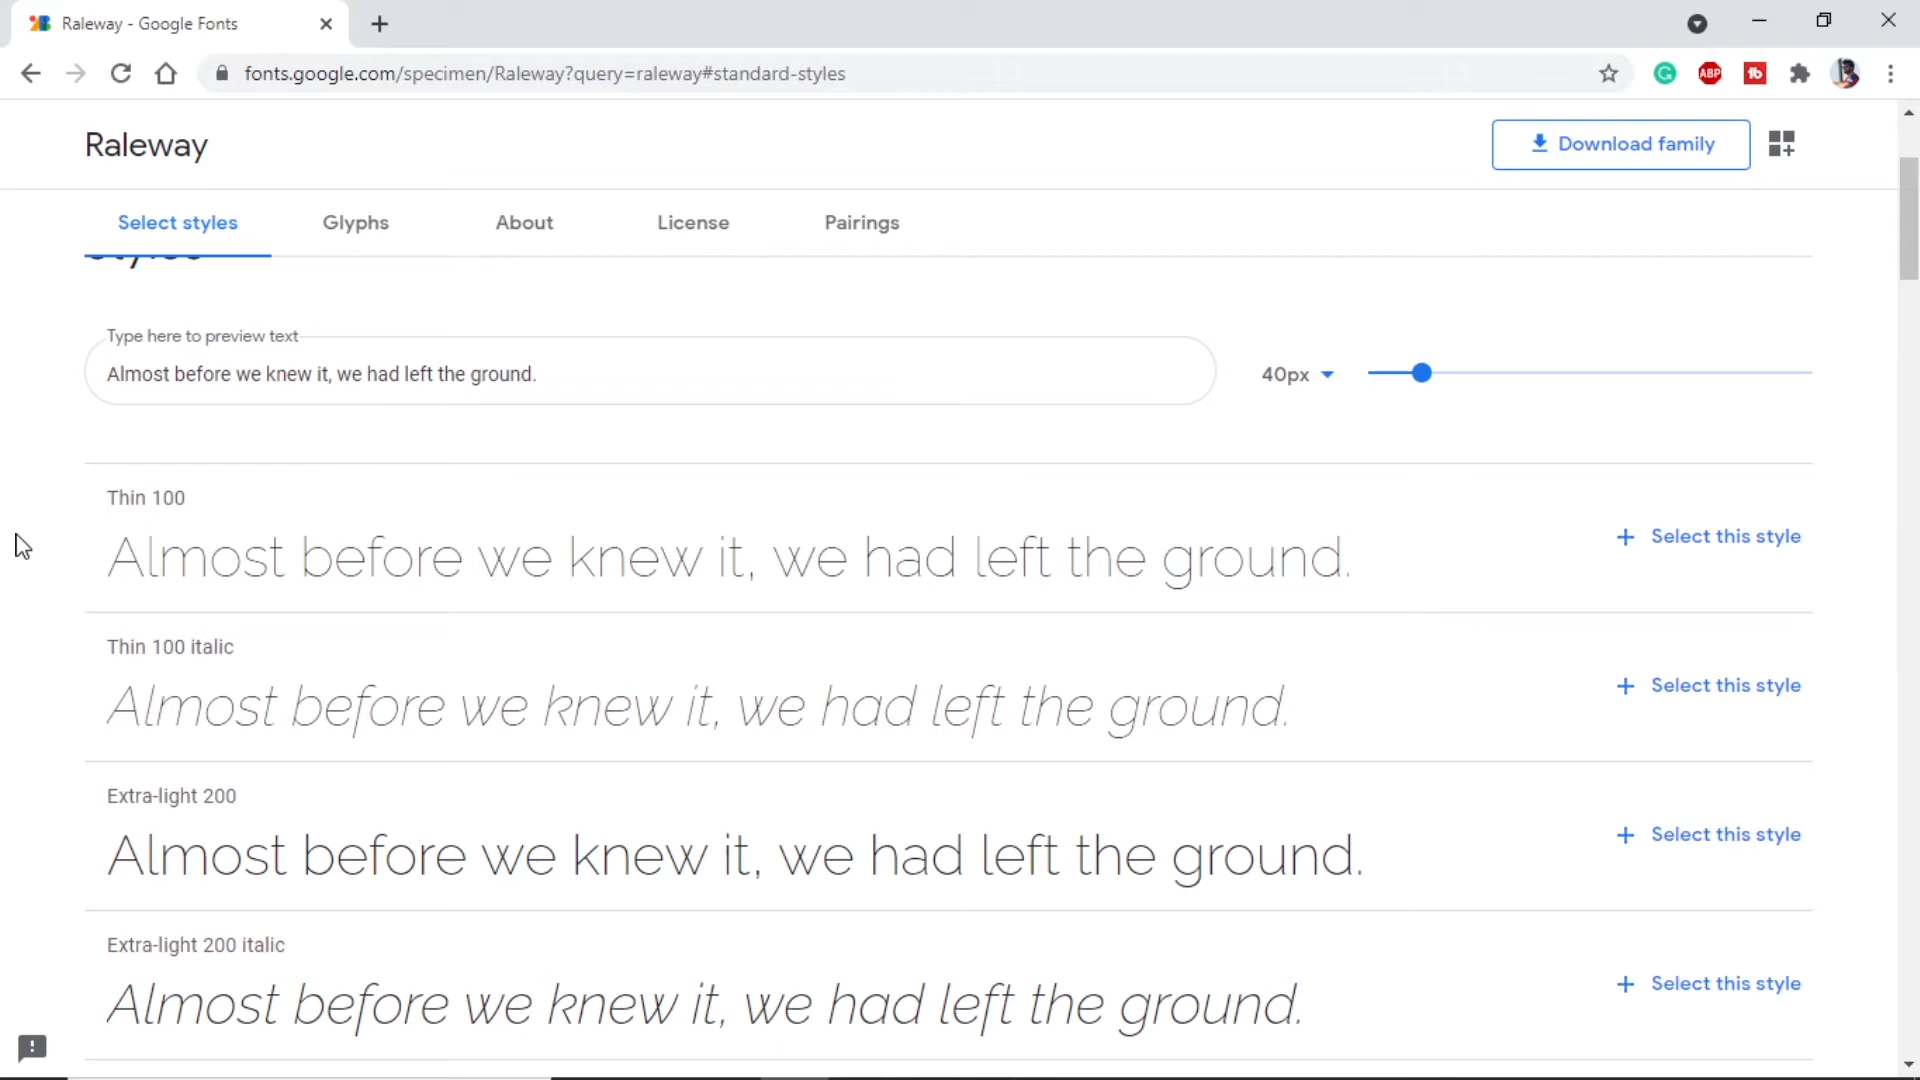 Raleway - Google Fonts
fonts.google.com/specimen/Raleway?query=raleway#standard-styles
ABP
Raleway
Download family
Select styles
Glyphs
About
License
Pairings
Styles
Type here to preview text
Almost before we knew it, we had left the ground.
40px
Thin 100
Almost before we knew it, we had left the ground.
Select this style
Thin 100 italic
Almost before we knew it, we had left the ground.
Select this style
Extra-light 200
Almost before we knew it, we had left the ground.
Select this style
Extra-light 200 italic
Almost before we knew it, we had left the ground.
Select this style